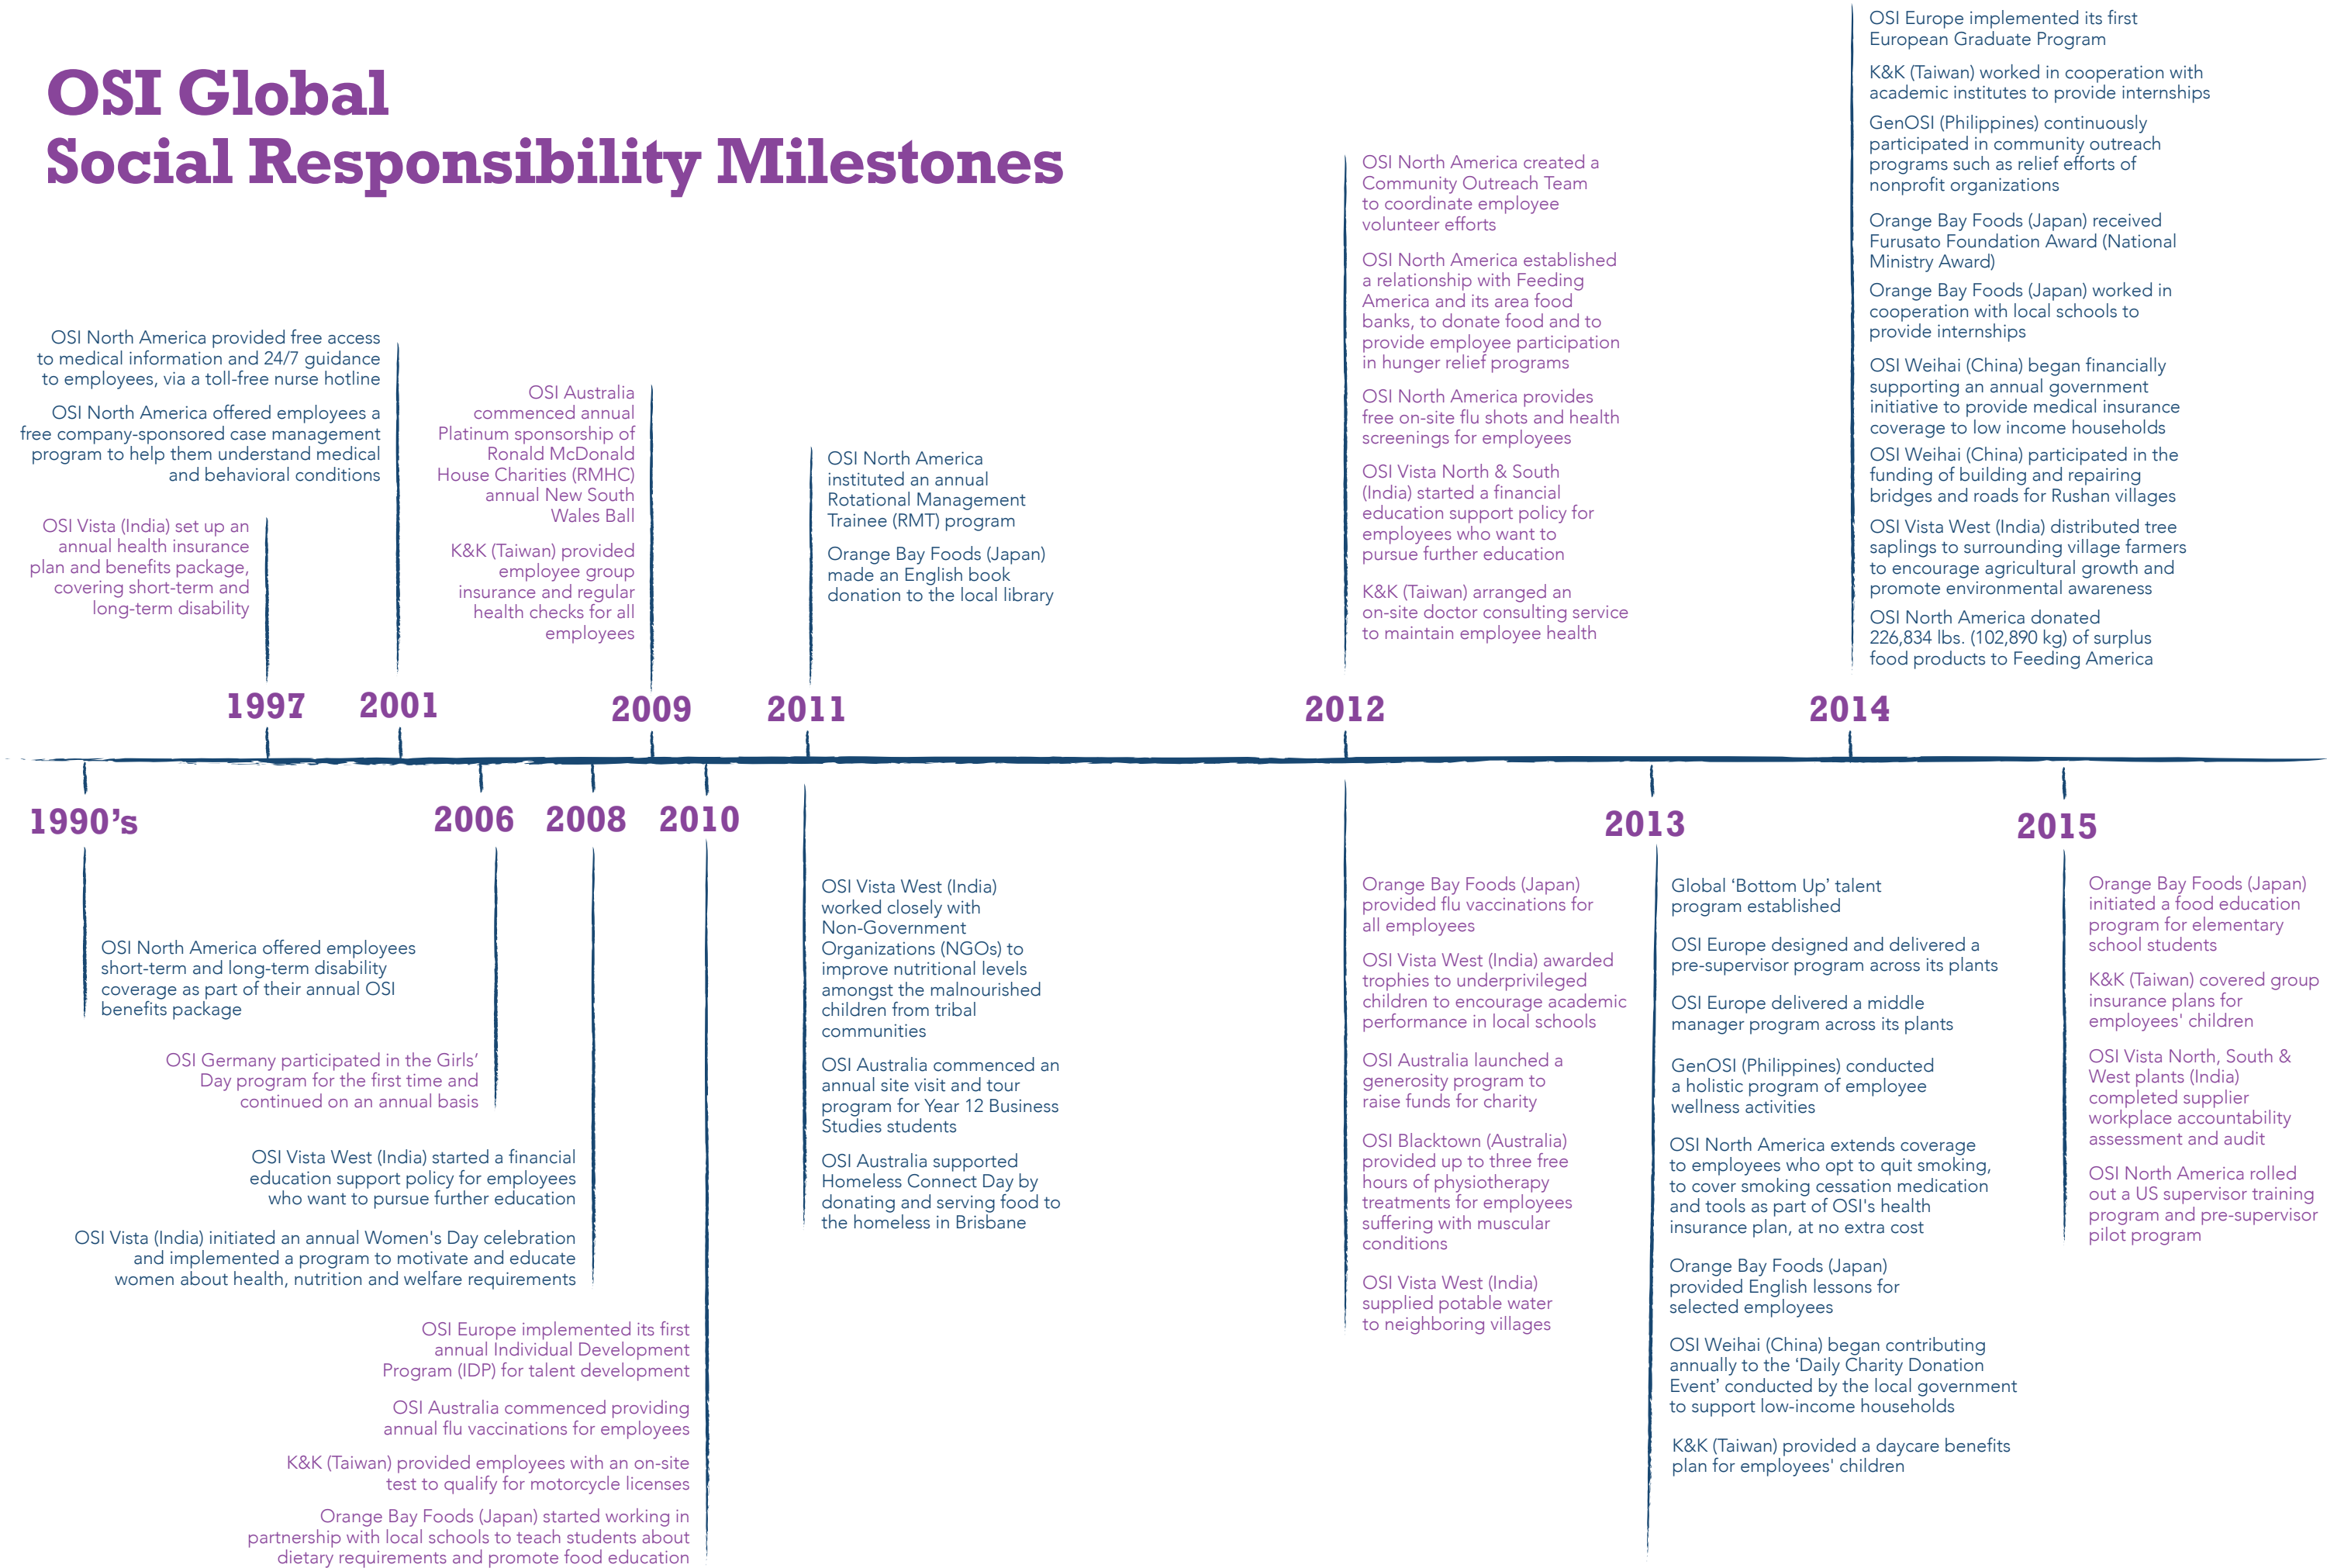 OSI Global
Social Responsibility Milestones
1990’s
OSI North America offered employees
short-term and long-term disability
coverage as part of their annual OSI
benefits package
1997
OSI Vista (India) set up an
annual health insurance
plan and benefits package,
covering short-term and
long-term disability
2001
OSI North America provided free access
to medical information and 24/7 guidance
to employees, via a toll-free nurse hotline
OSI North America offered employees a
free company-sponsored case management
program to help them understand medical
and behavioral conditions
2006
OSI Germany participated in the Girls’
Day program for the first time and
continued on an annual basis
2008
OSI Vista West (India) started a financial
education support policy for employees
who want to pursue further education
OSI Vista (India) initiated an annual Women's Day celebration
and implemented a program to motivate and educate
women about health, nutrition and welfare requirements
2009
OSI Australia
commenced annual
Platinum sponsorship of
Ronald McDonald
House Charities (RMHC)
annual New South
Wales Ball
K&K (Taiwan) provided
employee group
insurance and regular
health checks for all
employees
2010
OSI Europe implemented its first
annual Individual Development
Program (IDP) for talent development
OSI Australia commenced providing
annual flu vaccinations for employees
K&K (Taiwan) provided employees with an on-site
test to qualify for motorcycle licenses
Orange Bay Foods (Japan) started working in
partnership with local schools to teach students about
dietary requirements and promote food education
2011
OSI North America
instituted an annual
Rotational Management
Trainee (RMT) program
Orange Bay Foods (Japan)
made an English book
donation to the local library
OSI Vista West (India)
worked closely with
Non-Government
Organizations (NGOs) to
improve nutritional levels
amongst the malnourished
children from tribal
communities
OSI Australia commenced an
annual site visit and tour
program for Year 12 Business
Studies students
OSI Australia supported
Homeless Connect Day by
donating and serving food to
the homeless in Brisbane
2012
OSI North America created a
Community Outreach Team
to coordinate employee
volunteer efforts
OSI North America established
a relationship with Feeding
America and its area food
banks, to donate food and to
provide employee participation
in hunger relief programs
OSI North America provides
free on-site flu shots and health
screenings for employees
OSI Vista North & South
(India) started a financial
education support policy for
employees who want to
pursue further education
K&K (Taiwan) arranged an
on-site doctor consulting service
to maintain employee health
Orange Bay Foods (Japan)
provided flu vaccinations for
all employees
OSI Vista West (India) awarded
trophies to underprivileged
children to encourage academic
performance in local schools
OSI Australia launched a
generosity program to
raise funds for charity
OSI Blacktown (Australia)
provided up to three free
hours of physiotherapy
treatments for employees
suffering with muscular
conditions
OSI Vista West (India)
supplied potable water
to neighboring villages
2013
Global ‘Bottom Up’ talent
program established
OSI Europe designed and delivered a
pre-supervisor program across its plants
OSI Europe delivered a middle
manager program across its plants
GenOSI (Philippines) conducted
a holistic program of employee
wellness activities
OSI North America extends coverage
to employees who opt to quit smoking,
to cover smoking cessation medication
and tools as part of OSI's health
insurance plan, at no extra cost
Orange Bay Foods (Japan)
provided English lessons for
selected employees
OSI Weihai (China) began contributing
annually to the ‘Daily Charity Donation
Event’ conducted by the local government
to support low-income households
K&K (Taiwan) provided a daycare benefits
plan for employees' children
2014
OSI Europe implemented its first
European Graduate Program
K&K (Taiwan) worked in cooperation with
academic institutes to provide internships
GenOSI (Philippines) continuously
participated in community outreach
programs such as relief efforts of
nonprofit organizations
Orange Bay Foods (Japan) received
Furusato Foundation Award (National
Ministry Award)
Orange Bay Foods (Japan) worked in
cooperation with local schools to
provide internships
OSI Weihai (China) began financially
supporting an annual government
initiative to provide medical insurance
coverage to low income households
OSI Weihai (China) participated in the
funding of building and repairing
bridges and roads for Rushan villages
OSI Vista West (India) distributed tree
saplings to surrounding village farmers
to encourage agricultural growth and
promote environmental awareness
OSI North America donated
226,834 lbs. (102,890 kg) of surplus
food products to Feeding America
2015
Orange Bay Foods (Japan)
initiated a food education
program for elementary
school students
K&K (Taiwan) covered group
insurance plans for
employees' children
OSI Vista North, South &
West plants (India)
completed supplier
workplace accountability
assessment and audit
OSI North America rolled
out a US supervisor training
program and pre-supervisor
pilot program